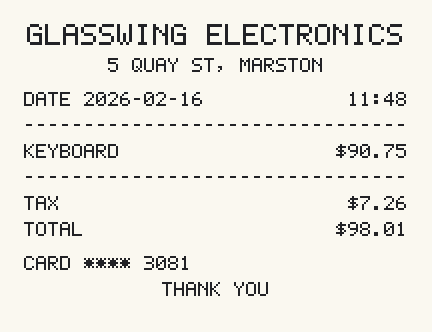 GLASSWING ELECTRONICS
5 QUAY ST, MARSTON
DATE 2026-02-16 11:48
--------------------------------
KEYBOARD $90.75
--------------------------------
TAX $7.26
TOTAL $98.01
CARD **** 3081
THANK YOU